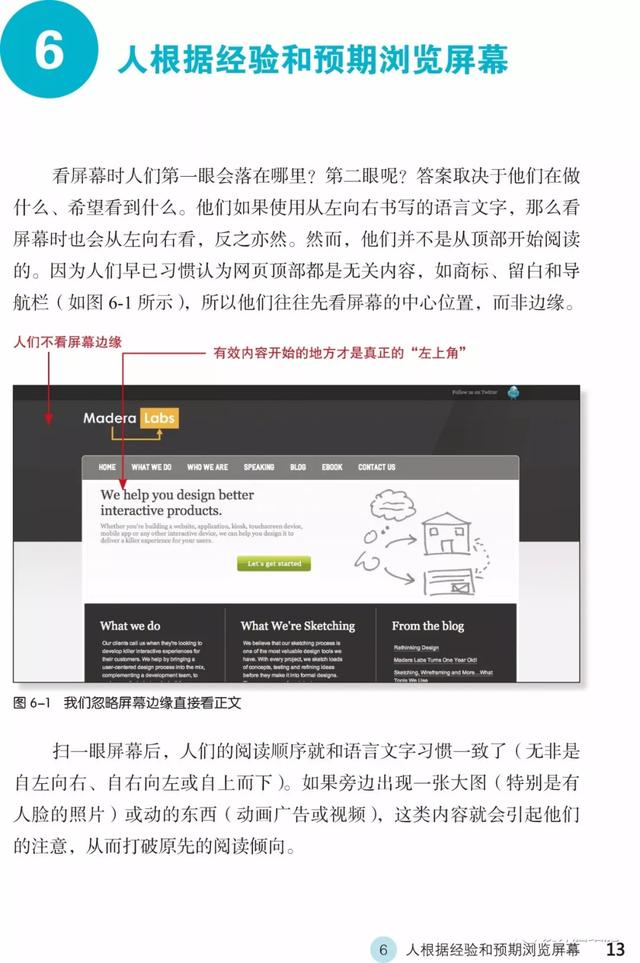 6
人根据经验和预期浏览屏幕
看屏幕时人们第一眼会落在哪里？第二眼呢？答案取决于他们在做
什么、希望看到什么。他们如果使用从左向右书写的语言文字，那么看
屏幕时也会从左向右看，反之亦然。然而，他们并不是从顶部开始阅读
的。因为人们早已习惯认为网页顶部都是无关内容，如商标、留白和导
航栏（如图 6-1 所示），所以他们往往先看屏幕的中心位置，而非边缘。
人们不看屏幕边缘
有效内容开始的地方才是真正的“左上角”
Follow us on Twitter
Madera Labs
HOME WHAT WE DO WHO WE ARE SPEAKING BLOG EBOOK CONTACT US
We help you design better
interactive products.
Whether you're building a website, application, kiosk, touchscreen device,
mobile app or any other interactive device, we can help you design it to
deliver a killer experience for your users.
Let's get started
What we do
Our clients call us when they're looking to
develop killer interactive experiences for
their customers. We help by bringing a
user-centered design process into the mix,
complementing a development team, to
What We're Sketching
We believe that our sketching process is
one of the most valuable design tools we
have. With every project, we sketch loads
of concepts, testing and refining ideas
before they make it into formal designs.
From the blog
Rethinking Design
Madera Labs Turns One Year Old!
Sketching, Wireframing and More...What
Tools We Use
图 6-1 我们忽略屏幕边缘直接看正文
扫一眼屏幕后，人们的阅读顺序就和语言文字习惯一致了（无非是
自左向右、自右向左或自上而下）。如果旁边出现一张大图（特别是有
人脸的照片）或动的东西（动画广告或视频），这类内容就会引起他们
的注意，从而打破原先的阅读倾向。
6 人根据经验和预期浏览屏幕 13